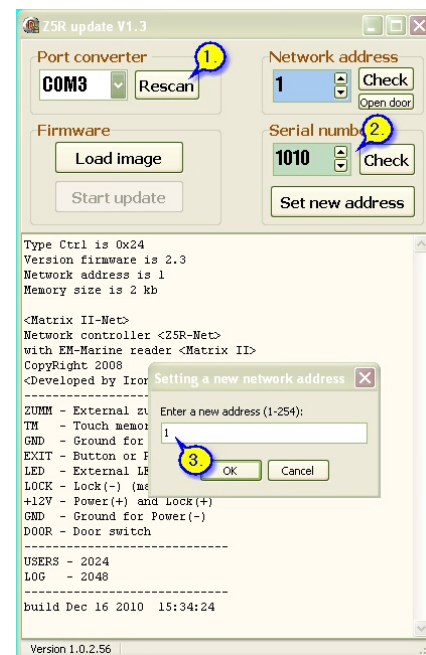 Z5R update V1.3
Port converter
1.
COM3
Rescan
Network address
1
Check
Open door
Firmware
Load image
Start update
Serial
2.
1010
Check
Set new address
Type Ctrl is 0x24
Version firmware is 2.3
Network address is 1
Memory size is 2 kb
<Matrix II-Net>
Network controller <Z5R-Net>
with EM-Marine reader <Matrix II>
CopyRight 2008
<Developed by
ZUMM - External
TM - Touch
GND - Ground for
EXIT - Button or
LED - External
LOCK - Lock(-)
+12V - Power(+) and Lock(+)
GND - Ground for Power(-)
DOOR - Door switch
USERS - 2024
LOG - 2048
build Dec 16 2010 15:34:24
Setting a new network address
Enter a new address (1-254):
1
3.
OK
Cancel
Version 1.0.2.56